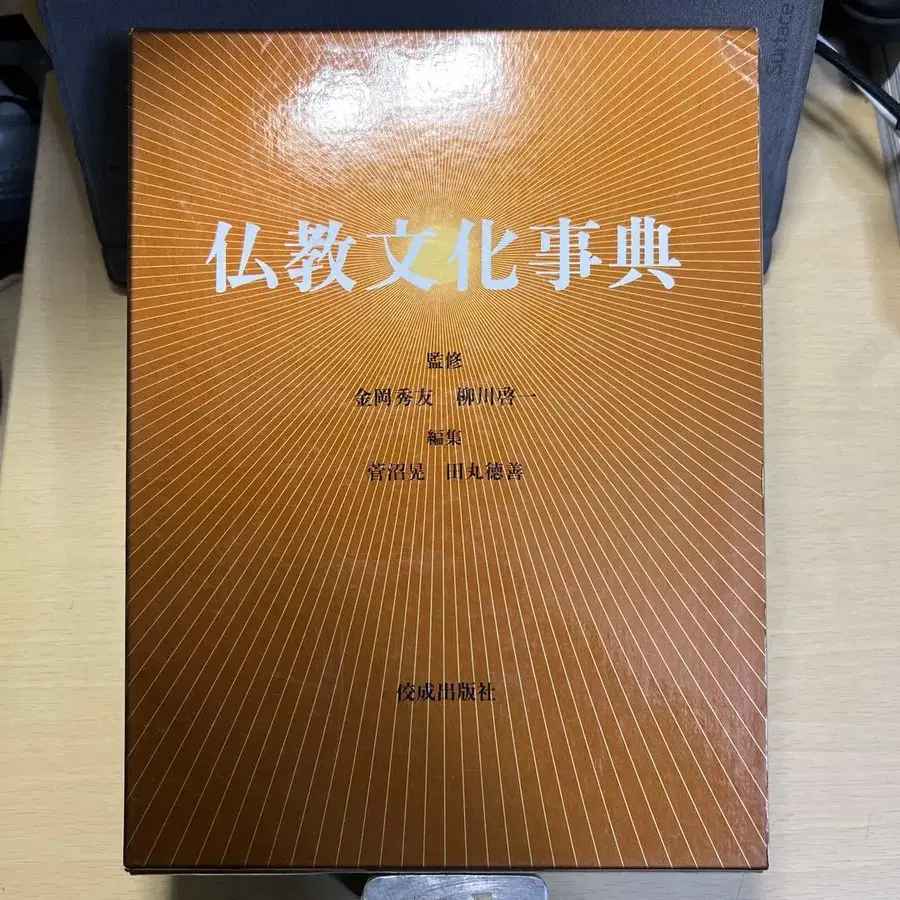 Surface
仏教文化事典
監修
金岡秀友 柳川啓一
編集
菅沼晃 田丸徳善
佼成出版社